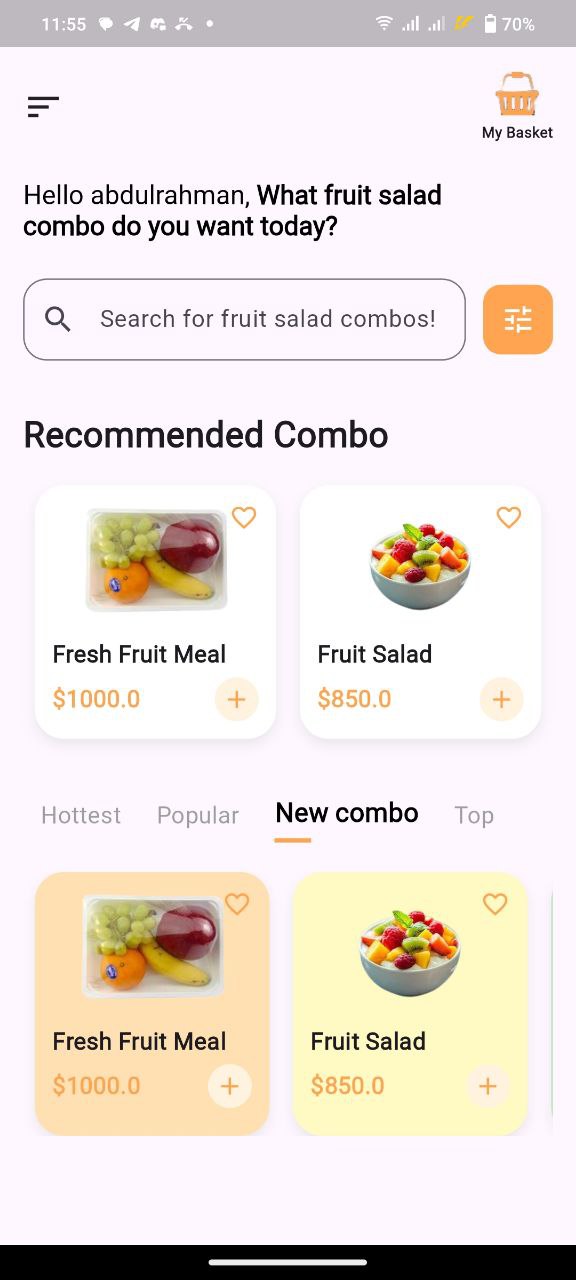 11:55
70%
My Basket
Hello abdulrahman, What fruit salad
combo do you want today?
Search for fruit salad combos!
Recommended Combo
Fresh Fruit Meal
Fruit Salad
$1000.0
$850.0
Hottest
Popular
New combo
Top
Fresh Fruit Meal
Fruit Salad
$1000.0
$850.0